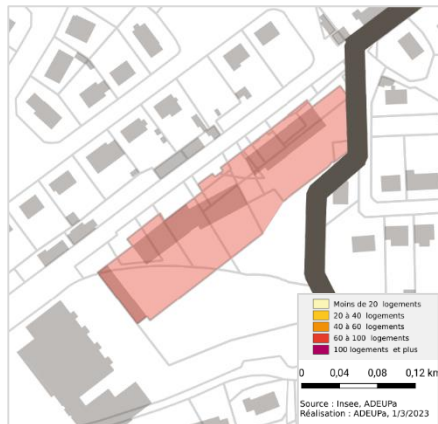 Moins de 20 logements
20 à 40 logements
40 à 60 logements
60 à 100 logements
100 logements et plus
0 0,04 0,08 0,12 km
Source : Insee, ADEUPa
Réalisation : ADEUPa, 1/3/2023